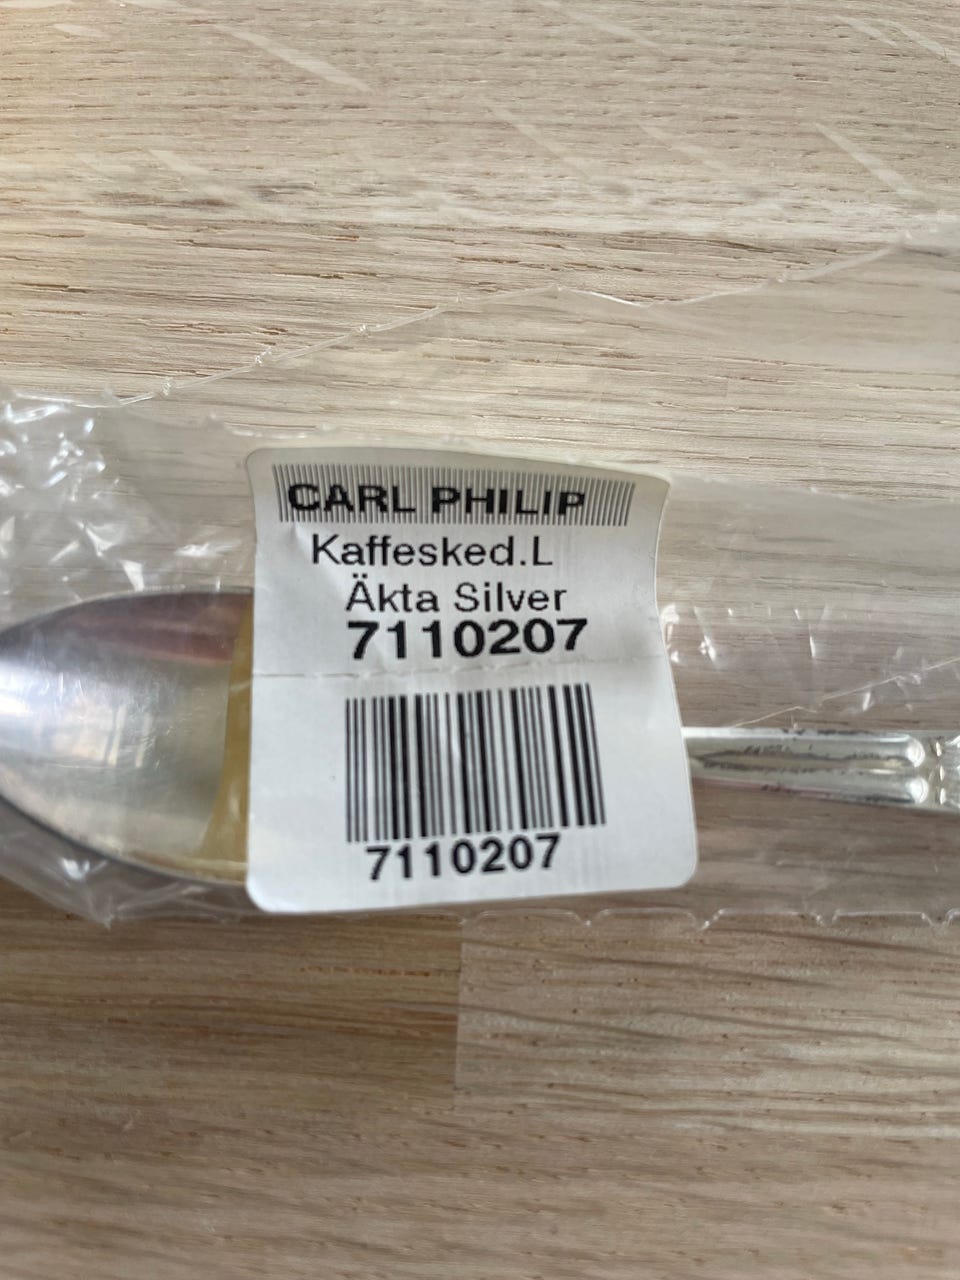 CARL PHILIP
Kaffesked.L
Äkta Silver
7110207
7110207